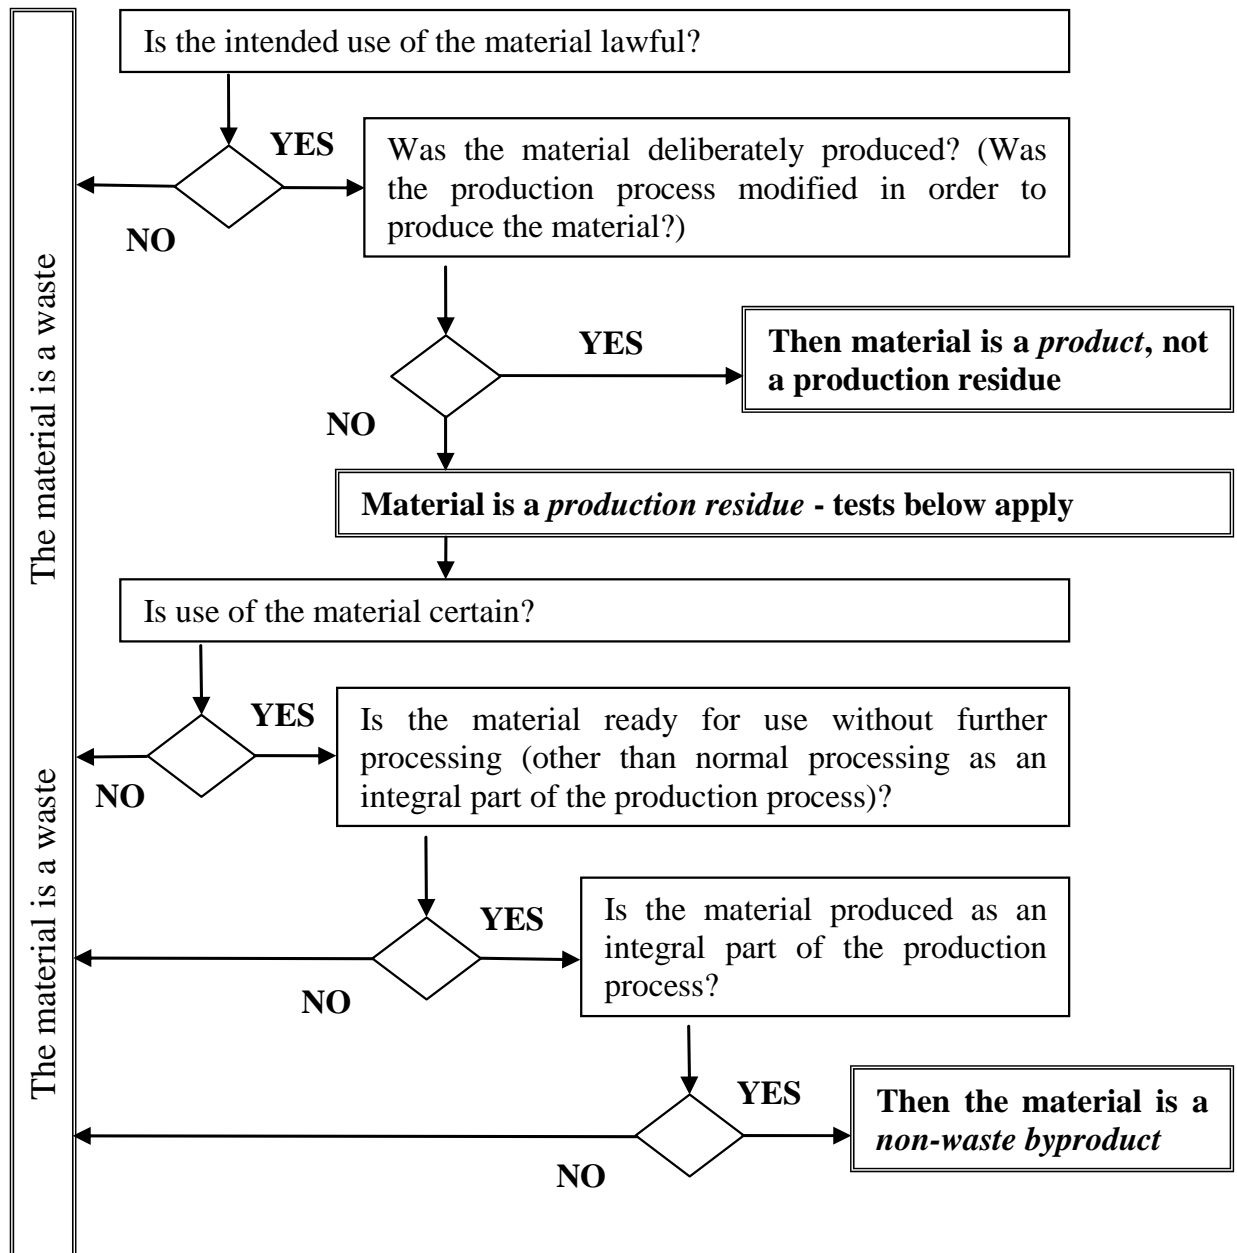 Is the intended use of the material lawful?
YES
NO
Was the material deliberately produced? (Was
the production process modified in order to
produce the material?)
YES
NO
Then material is a product, not
a production residue
Material is a production residue - tests below apply
The material is a waste
Is use of the material certain?
YES
NO
Is the material ready for use without further
processing (other than normal processing as an
integral part of the production process)?
YES
NO
Is the material produced as an
integral part of the production
process?
YES
NO
Then the material is a
non-waste byproduct
The material is a waste